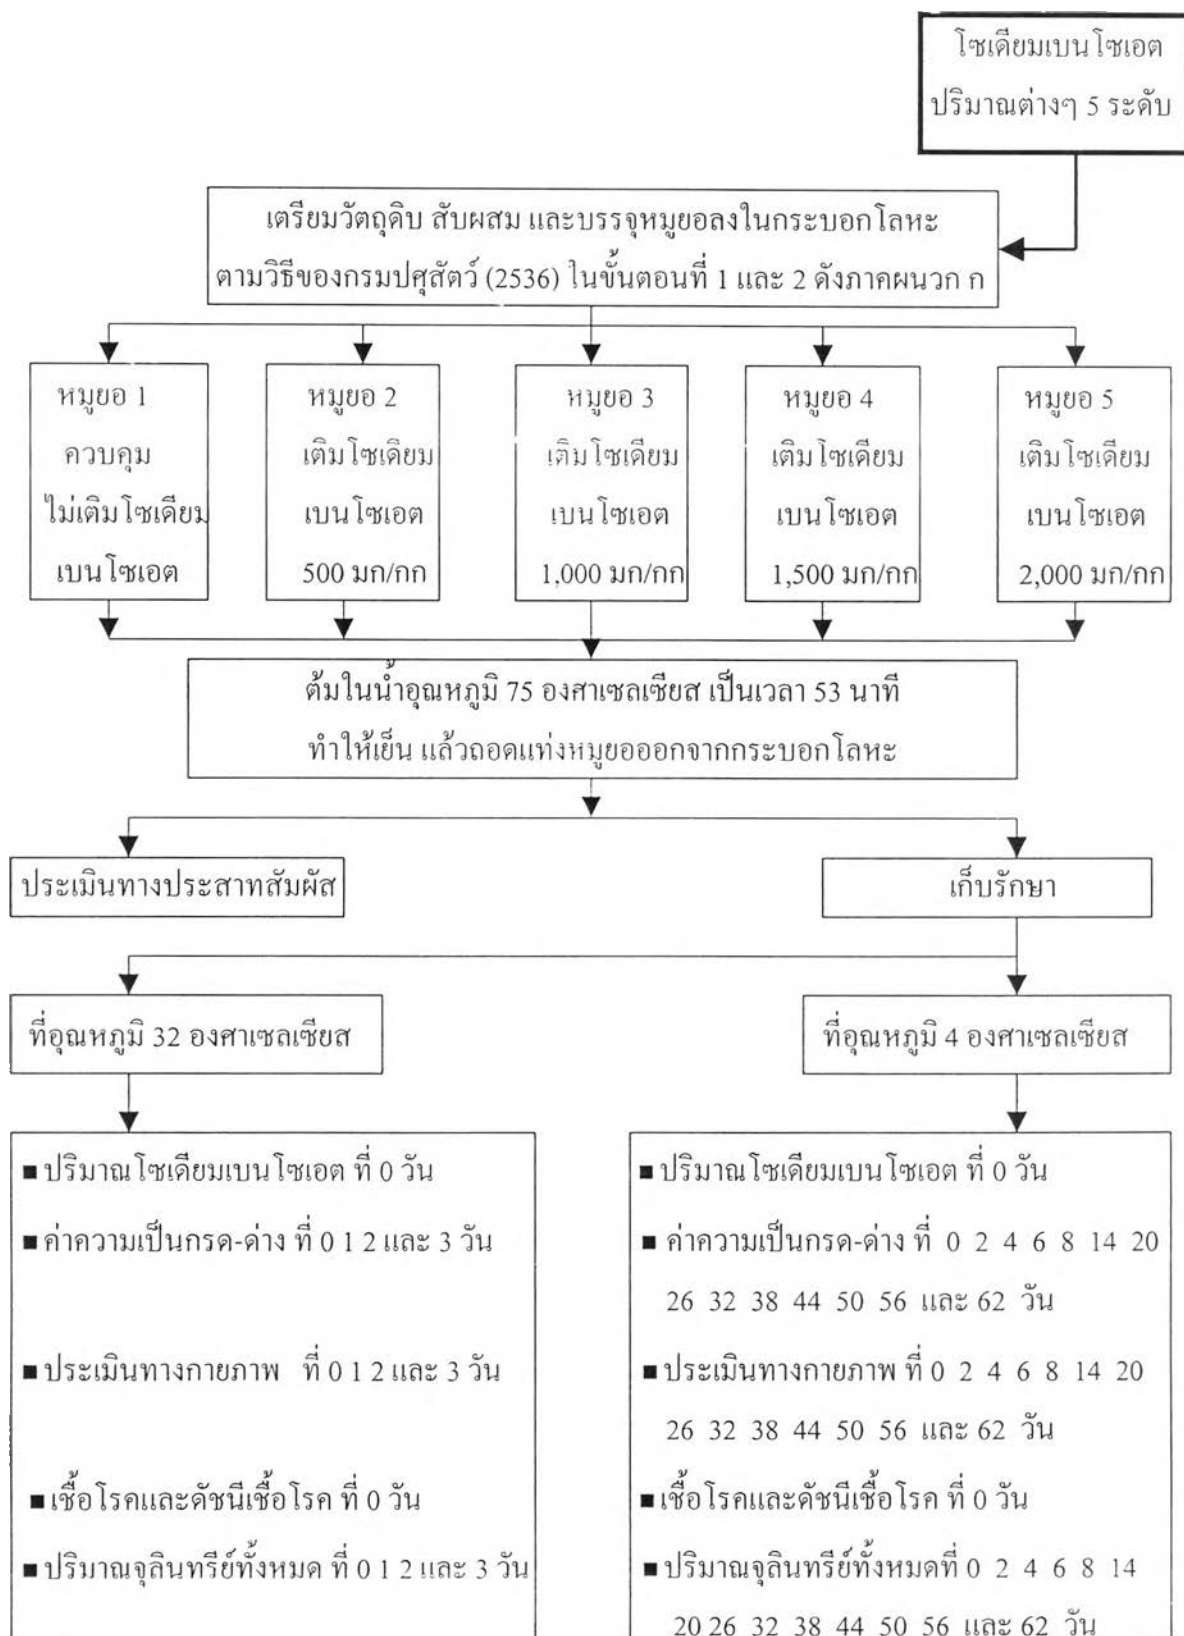 โซเดียมเบนโซเอต
ปริมาณต่างๆ 5 ระดับ
เตรียมวัตถุดิบ สับผสม และบรรจุหมูยอลงในกระบอกโลหะ
ตามวิธีของกรมปศุสัตว์ (2536) ในขั้นตอนที่ 1 และ 2 ดังภาคผนวก ก
หมูยอ 1
ควบคุม
ไม่เติมโซเดียม
เบนโซเอต
หมูยอ 2
เติมโซเดียม
เบนโซเอต
500 มก/กก
หมูยอ 3
เติมโซเดียม
เบนโซเอต
1,000 มก/กก
หมูยอ 4
เติมโซเดียม
เบนโซเอต
1,500 มก/กก
หมูยอ 5
เติมโซเดียม
เบนโซเอต
2,000 มก/กก
ต้มในน้ำอุณหภูมิ 75 องศาเซลเซียส เป็นเวลา 53 นาที
ทำให้เย็น แล้วถอดแท่งหมูยอออกจากกระบอกโลหะ
ประเมินทางประสาทสัมผัส
เก็บรักษา
ที่อุณหภูมิ 32 องศาเซลเซียส
ที่อุณหภูมิ 4 องศาเซลเซียส
■ ปริมาณโซเดียมเบนโซเอต ที่ 0 วัน
■ ค่าความเป็นกรด-ด่าง ที่ 0 1 2 และ 3 วัน
■ ประเมินทางกายภาพ ที่ 0 1 2 และ 3 วัน
■ เชื้อโรคและดัชนีเชื้อโรค ที่ 0 วัน
■ ปริมาณจุลินทรีย์ทั้งหมด ที่ 0 1 2 และ 3 วัน
■ ปริมาณโซเดียมเบนโซเอต ที่ 0 วัน
■ ค่าความเป็นกรด-ด่าง ที่ 0 2 4 6 8 14 20
26 32 38 44 50 56 และ 62 วัน
■ ประเมินทางกายภาพ ที่ 0 2 4 6 8 14 20
26 32 38 44 50 56 และ 62 วัน
■ เชื้อโรคและดัชนีเชื้อโรค ที่ 0 วัน
■ ปริมาณจุลินทรีย์ทั้งหมดที่ 0 2 4 6 8 14
20 26 32 38 44 50 56 และ 62 วัน